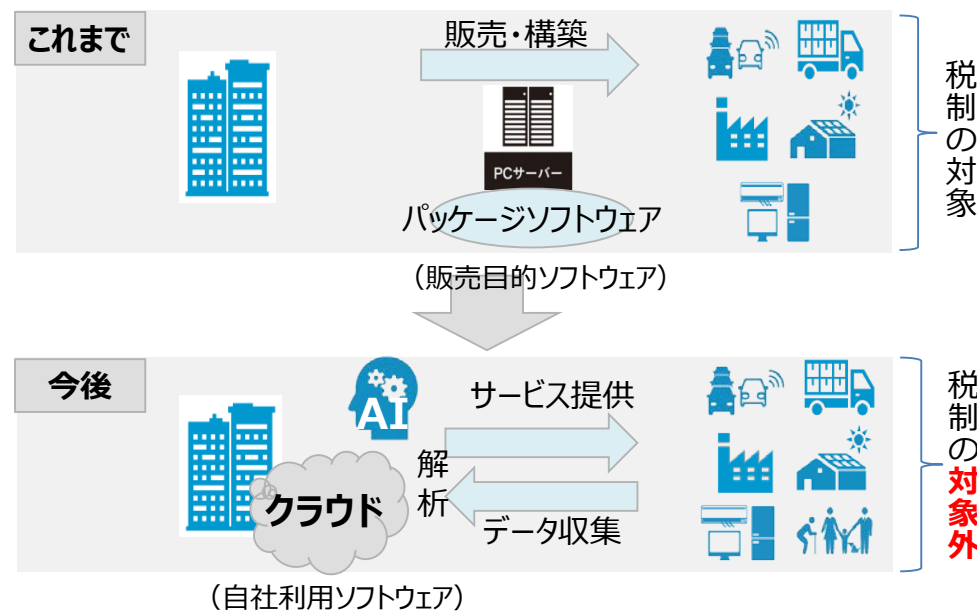 これまで
販売・構築
PCサーバー
パッケージソフトウェア
（販売目的ソフトウェア）
税制の対象
今後
AI
サービス提供
解析
クラウド
データ収集
（自社利用ソフトウェア）
税制の対象外